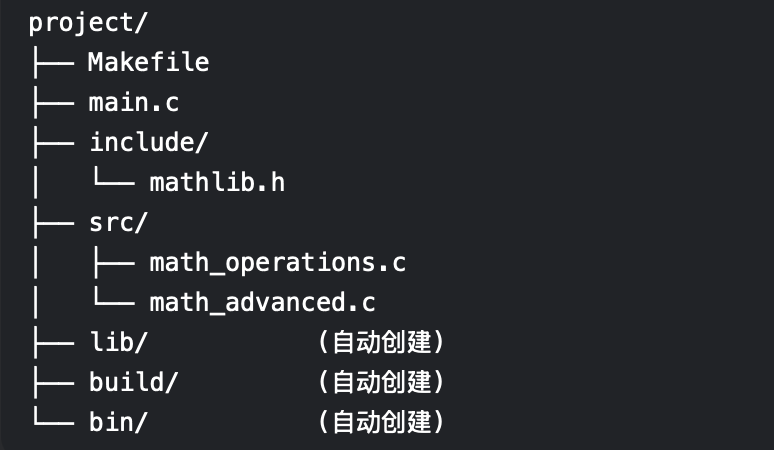 project/
├── Makefile
├── main.c
├── include/
│   └── mathlib.h
├── src/
│   ├── math_operations.c
│   └── math_advanced.c
├── lib/           (自动创建)
├── build/         (自动创建)
└── bin/           (自动创建)